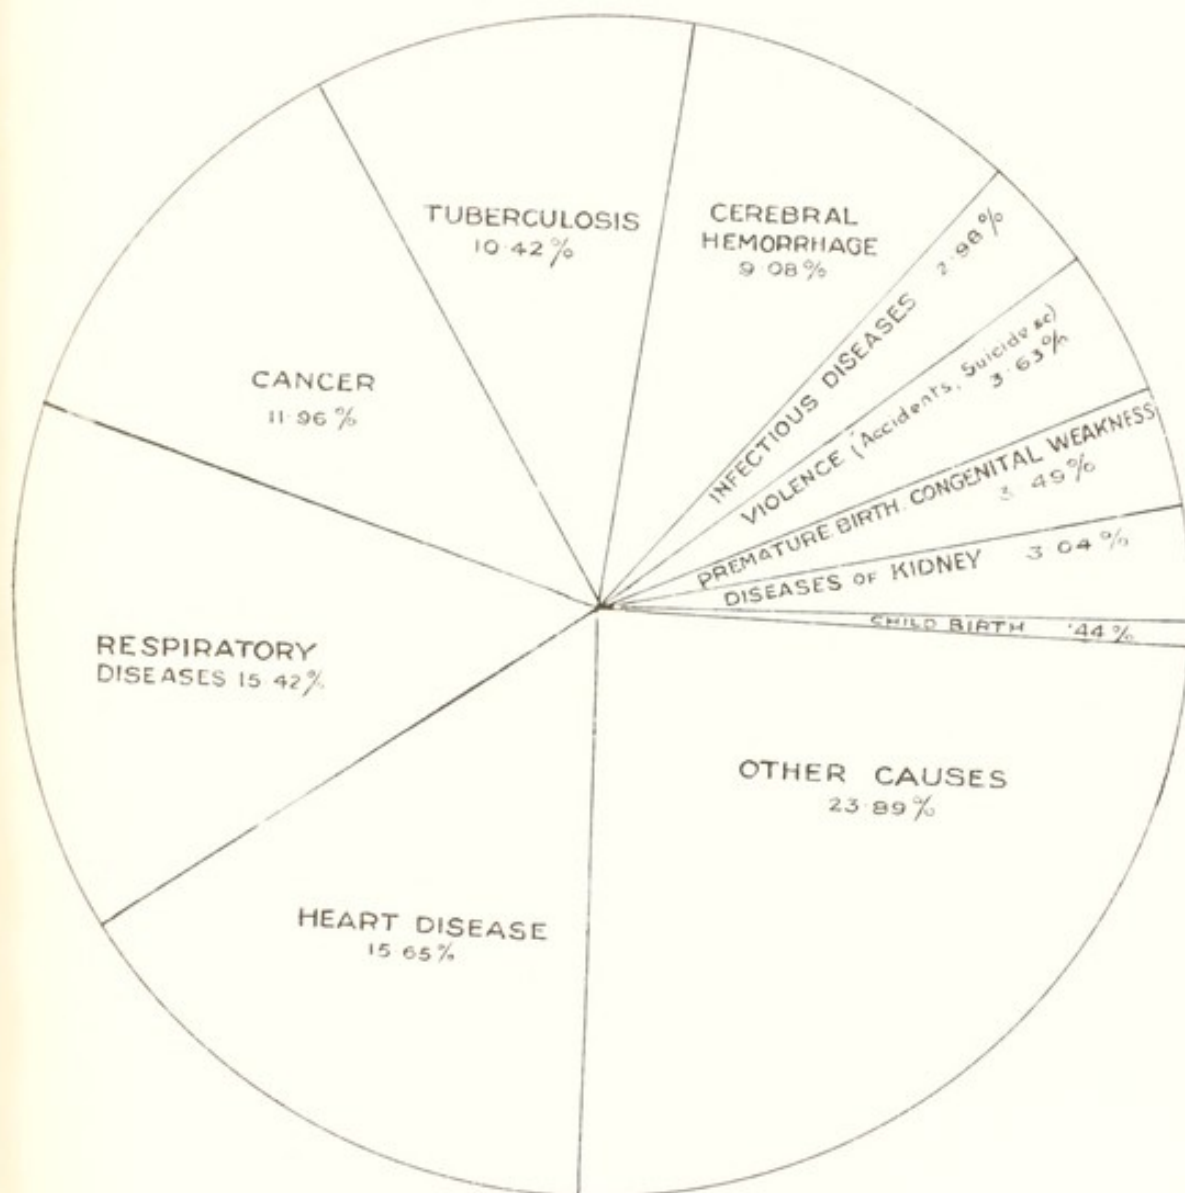 TUBERCULOSIS
10·42%
CEREBRAL
HEMORRHAGE
9·08%
INFECTIOUS DISEASES 2·98%
VIOLENCE (Accidents, Suicide &c)
3·63%
PREMATURE BIRTH. CONGENITAL WEAKNESS
3·49%
DISEASES OF KIDNEY 3·04%
CHILD BIRTH ·44%
CANCER
11·96%
RESPIRATORY
DISEASES 15·42%
OTHER CAUSES
23·89%
HEART DISEASE
15·65%